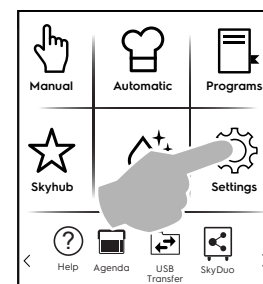 Manual
Automatic
Programs
Skyhub
Settings
?
Help
Agenda
USB
Transfer
SkyDuo